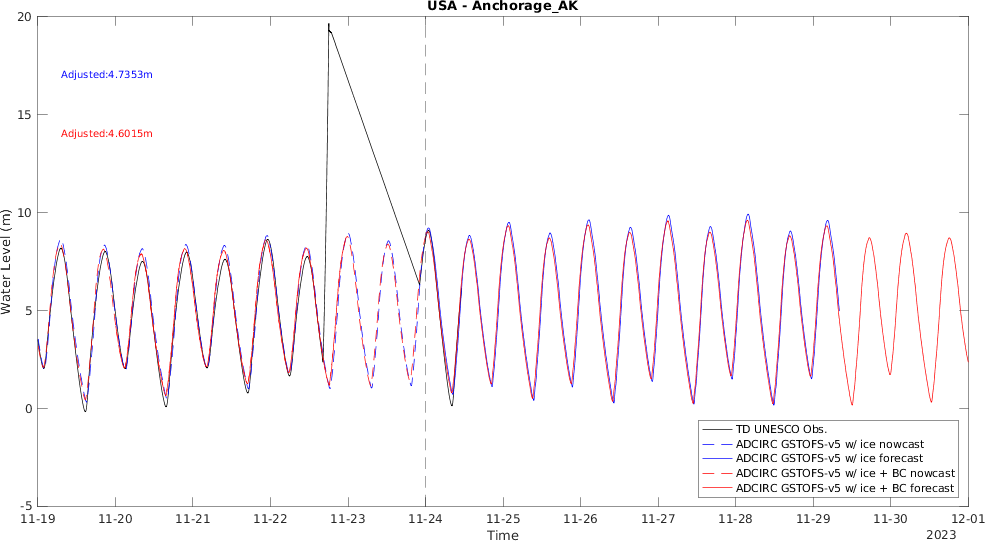 USA - Anchorage_AK
20
15
10
5
0
-5
Water Level (m)
Adjusted:4.7353m
Adjusted:4.6015m
TD UNESCO Obs.
ADCIRC GSTOFS-v5 w/ ice nowcast
ADCIRC GSTOFS-v5 w/ ice forecast
ADCIRC GSTOFS-v5 w/ ice + BC nowcast
ADCIRC GSTOFS-v5 w/ ice + BC forecast
11-19 11-20 11-21 11-22 11-23 11-24 11-25 11-26 11-27 11-28 11-29 11-30 12-01
Time
2023